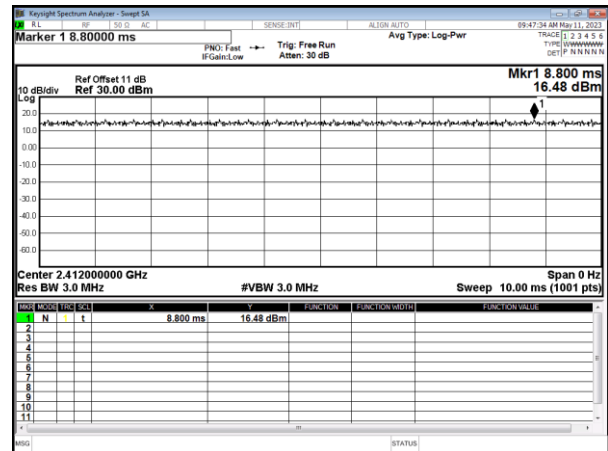 Keysight Spectrum Analyzer - Swept SA
RL RF 50 Ω AC SENSE:INT ALIGN AUTO 09:47:34 AM May 11, 2023
Marker 1 8.80000 ms
PNO: Fast
IFGain:Low
Trig: Free Run
Atten: 30 dB
Avg Type: Log-Pwr
TRACE 1 2 3 4 5 6
TYPE WWWWWW
DET P N N N N N
Ref Offset 11 dB
10 dB/div Ref 30.00 dBm
Mkr1 8.800 ms
16.48 dBm
Log
1
20.0
10.0
0.00
-10.0
-20.0
-30.0
-40.0
-50.0
-60.0
Center 2.412000000 GHz Span 0 Hz
Res BW 3.0 MHz #VBW 3.0 MHz Sweep 10.00 ms (1001 pts)
MKR MODE TRC SCL X Y FUNCTION FUNCTION WIDTH FUNCTION VALUE
1 N 1 t 8.800 ms 16.48 dBm
2
3
4
5
6
7
8
9
10
11
MSG STATUS